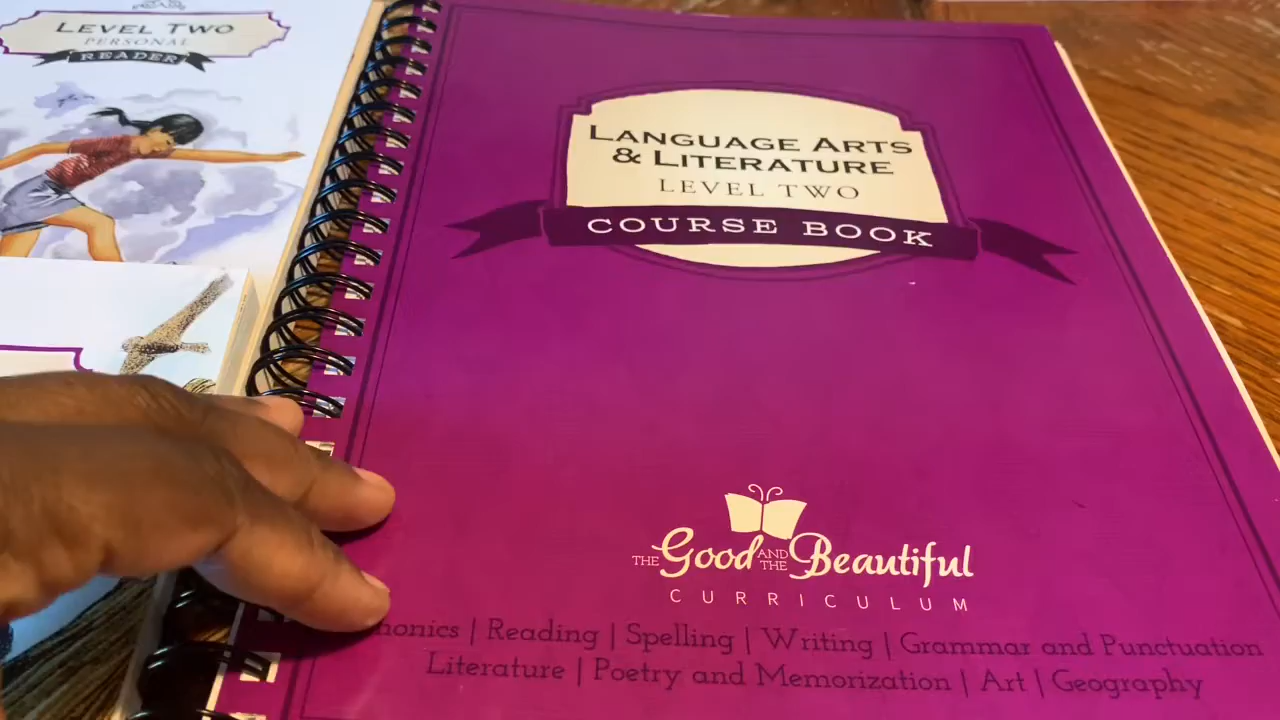 LEVEL TWO
PERSONAL
READER
LANGUAGE ARTS
& LITERATURE
LEVEL TWO
COURSE BOOK
THE Good AND THE Beautiful
CURRICULUM
honics | Reading | Spelling | Writing | Grammar and Punctuation
Literature | Poetry and Memorization | Art | Geography